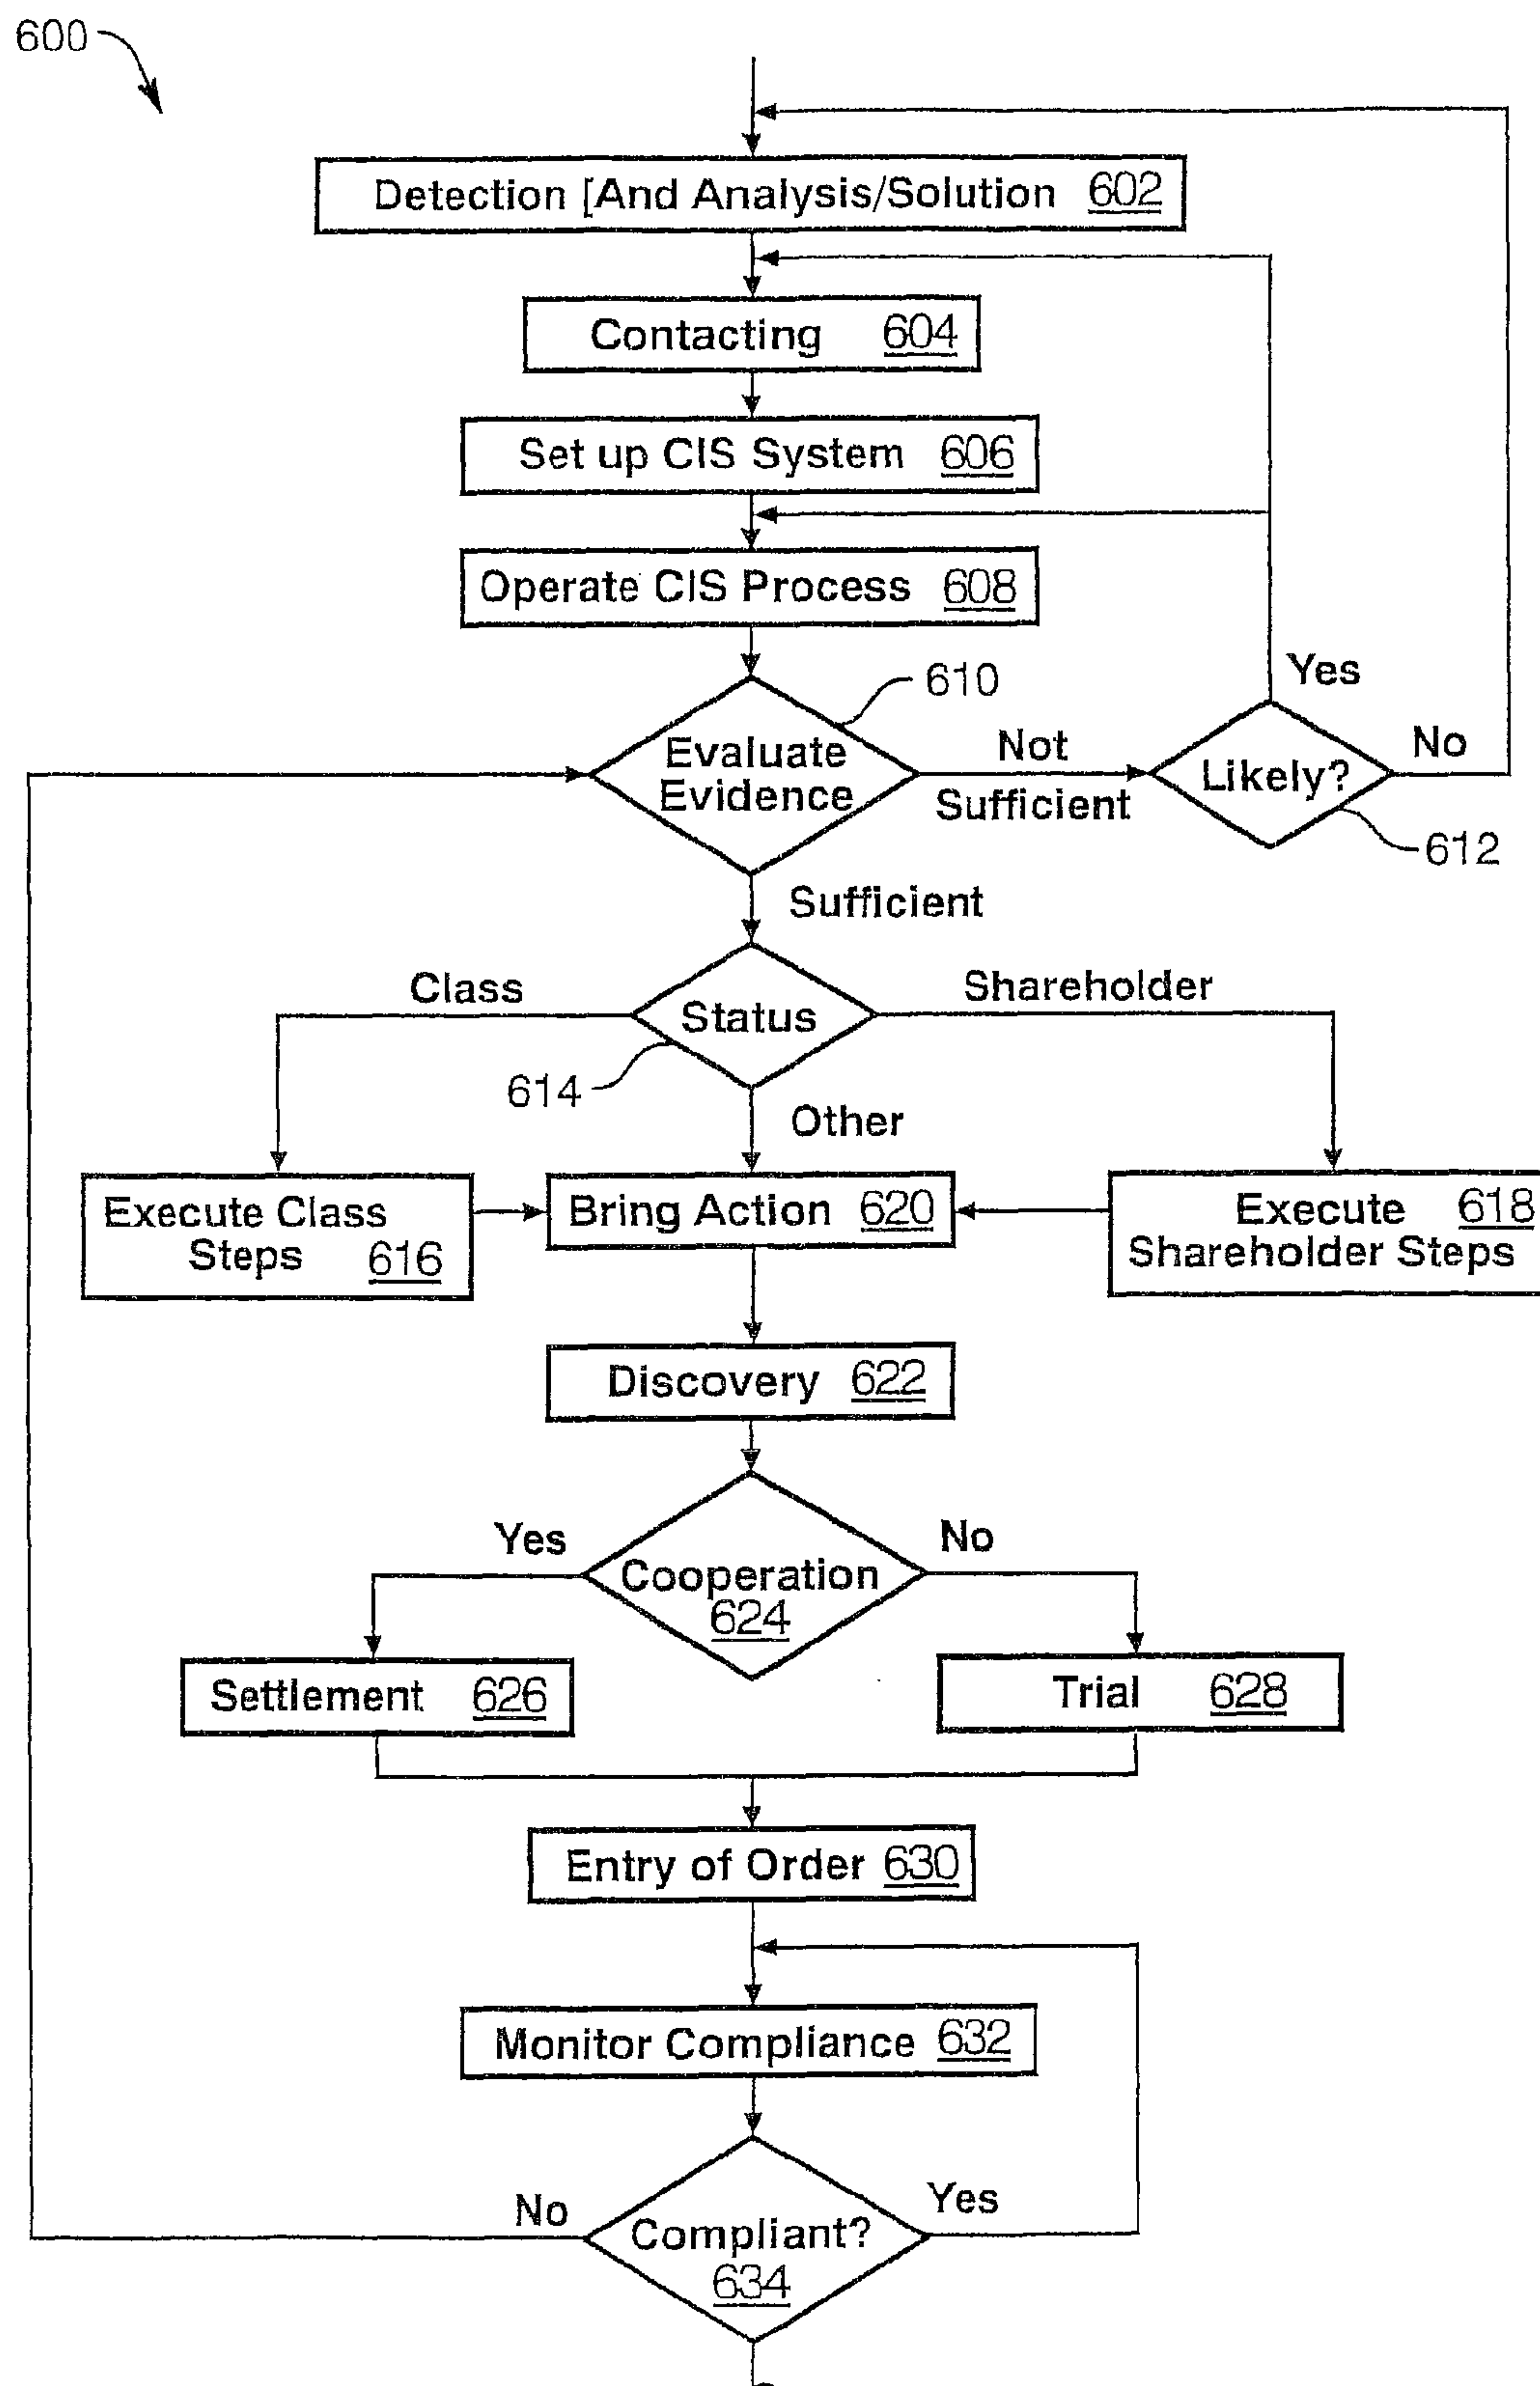 600
Detection [And Analysis/Solution 602
Contacting 604
Set up CIS System 606
Operate CIS Process 608
610
Yes
Evaluate
Evidence
Not
Sufficient
Likely?
No
612
Sufficient
Class
Status
Shareholder
614
Other
Execute Class
Steps 616
Bring Action 620
Execute 618
Shareholder Steps
Discovery 622
Yes
Cooperation
624
No
Settlement 626
Trial 628
Entry of Order 630
Monitor Compliance 632
No
Compliant?
634
Yes